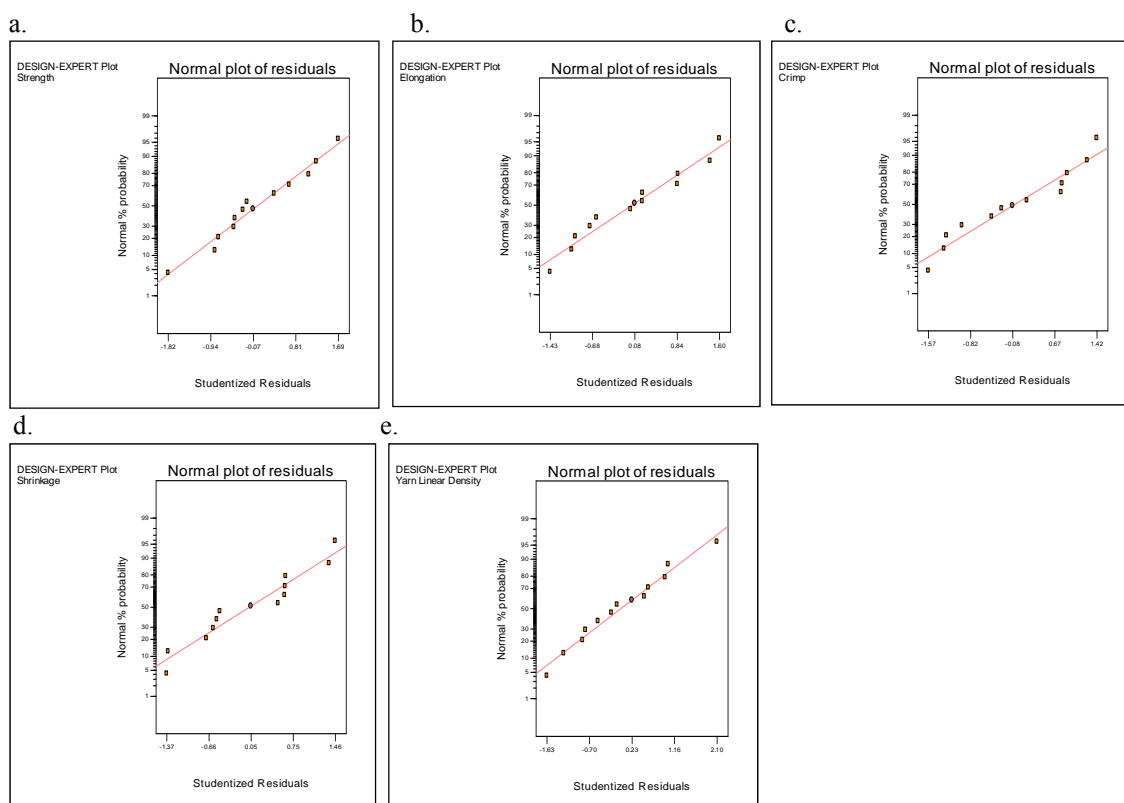 a.
DESIGN-EXPERT Plot
Strength
Normal plot of residuals
Normal % probability
99
95
90
80
70
50
30
20
10
5
1
-1.82 -0.94 -0.07 0.81 1.69
Studentized Residuals
b.
DESIGN-EXPERT Plot
Elongation
Normal plot of residuals
Normal % probability
99
95
90
80
70
50
30
20
10
5
1
-1.43 -0.68 0.08 0.84 1.60
Studentized Residuals
c.
DESIGN-EXPERT Plot
Crimp
Normal plot of residuals
Normal % probability
99
95
90
80
70
50
30
20
10
5
1
-1.57 -0.82 -0.08 0.67 1.42
Studentized Residuals
d.
DESIGN-EXPERT Plot
Shrinkage
Normal plot of residuals
Normal % probability
99
95
90
80
70
50
30
20
10
5
1
-1.37 -0.66 0.05 0.75 1.46
Studentized Residuals
e.
DESIGN-EXPERT Plot
Yarn Linear Density
Normal plot of residuals
Normal % probability
99
95
90
80
70
50
30
20
10
5
1
-1.63 -0.70 0.23 1.16 2.10
Studentized Residuals